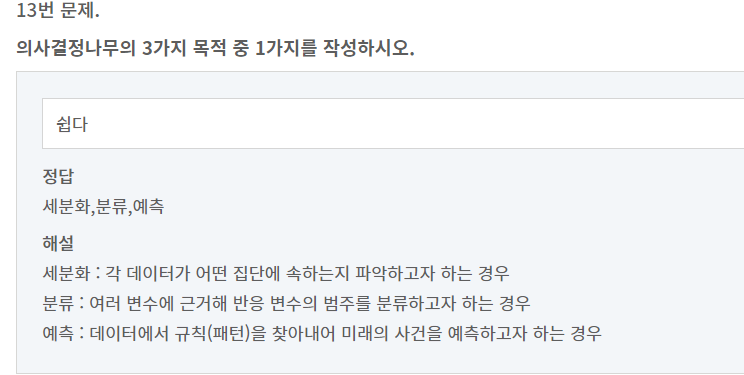 13번 문제.
의사결정나무의 3가지 목적 중 1가지를 작성하시오.
쉽다
정답
세분화,분류,예측
해설
세분화 : 각 데이터가 어떤 집단에 속하는지 파악하고자 하는 경우
분류 : 여러 변수에 근거해 반응 변수의 범주를 분류하고자 하는 경우
예측 : 데이터에서 규칙(패턴)을 찾아내어 미래의 사건을 예측하고자 하는 경우